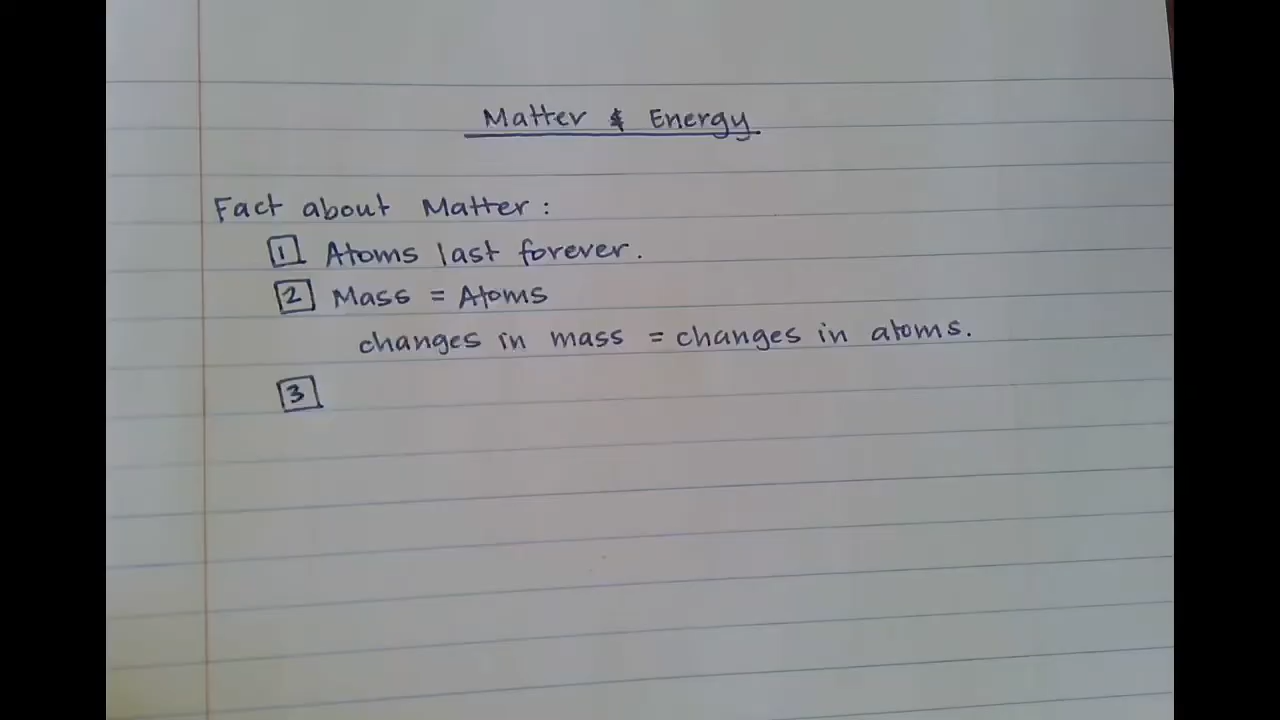 Matter & Energy
Fact about Matter:
1 Atoms last forever.
2 Mass = Atoms
changes in mass = changes in atoms.
3